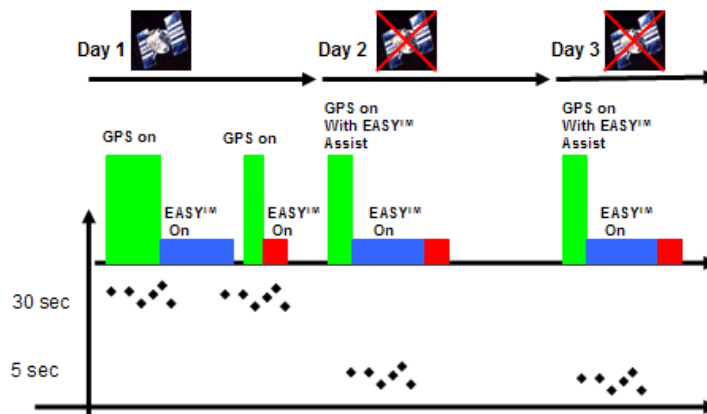 Day 1
Day 2
Day 3
GPS on
GPS on
GPS on
With EASY™
Assist
GPS on
With EASY™
Assist
EASY™
On
EASY™
On
EASY™
On
EASY™
On
30 sec
5 sec